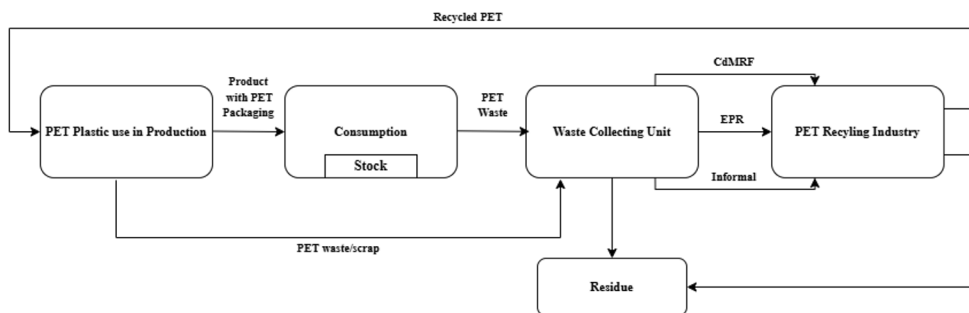 Recycled PET
Product
with PET
Packaging
PET
Waste
CdMRF
PET Plastic use in Production
Consumption
Stock
Waste Collecting Unit
EPR
PET Recyling Industry
Informal
PET waste/scrap
Residue